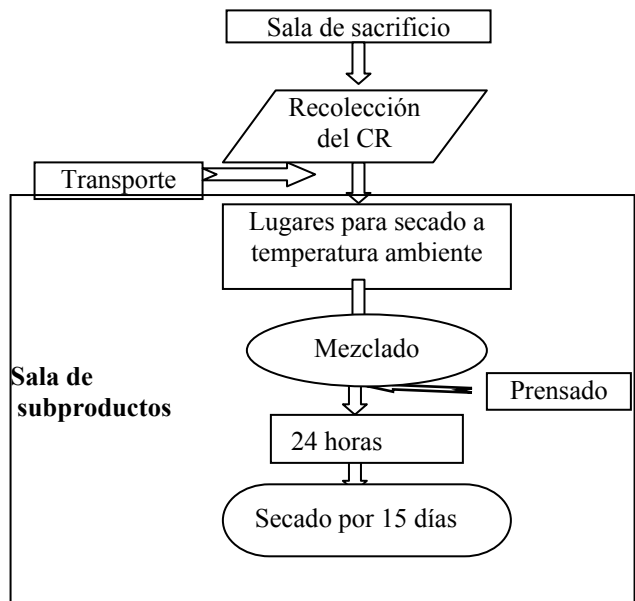 Sala de sacrificio
Recolección
del CR
Transporte
Lugares para secado a
temperatura ambiente
Mezclado
Sala de
subproductos
Prensado
24 horas
Secado por 15 días